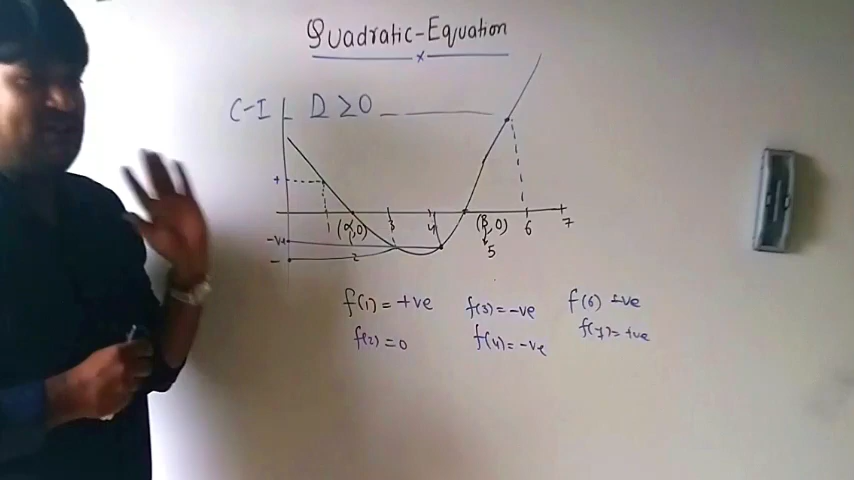 Quadratic-Equation
x
C-I D ≥ 0
+
1 (α,0) 3 4 (β,0) 6 7
-ve
2 5
-
f(1) = +ve f(3) = -ve f(6) +ve
f(2) = 0 f(4) = -ve f(7) = +ve